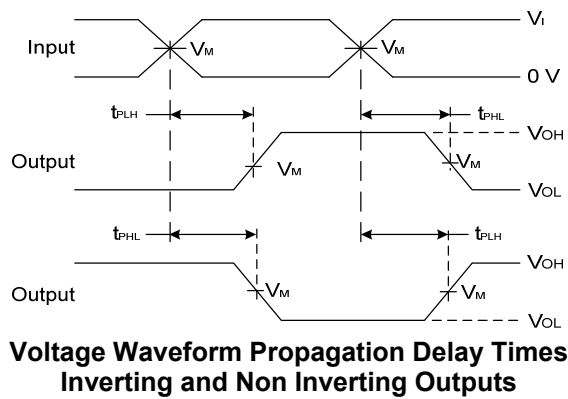 VI
Input
VM
VM
0 V
tPLH
tPHL
VOH
Output
VM
VM
VOL
tPHL
tPLH
VOH
Output
VM
VM
VOL
Voltage Waveform Propagation Delay Times
Inverting and Non Inverting Outputs